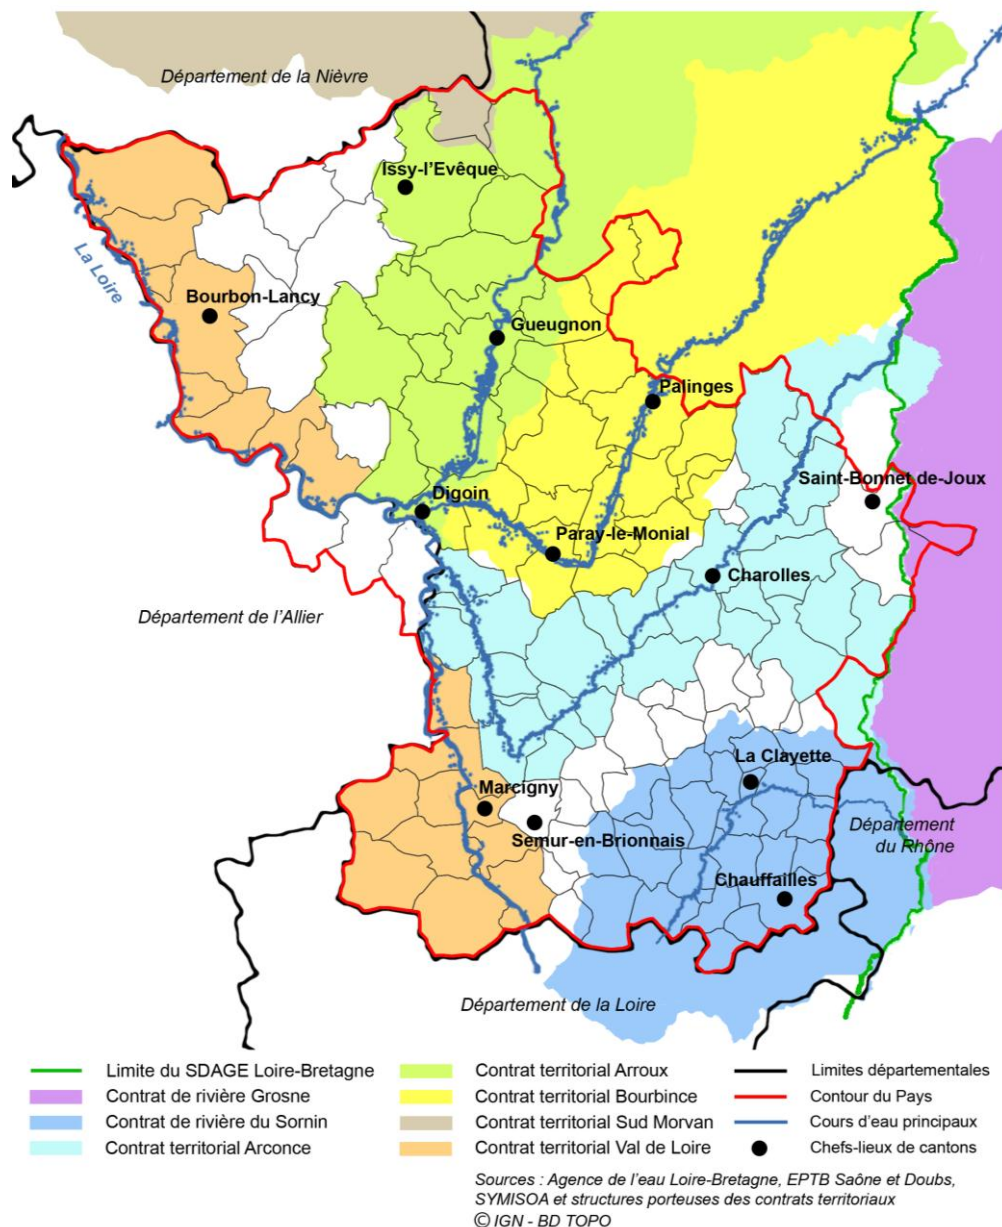 Département de la Nièvre
Issy-l'Evêque
La Loire
Bourbon-Lancy
Gueugnon
Palinges
Saint-Bonnet de-Joux
Digoin
Paray-le-Monial
Charolles
Département de l'Allier
La Clayette
Marcigny
Semur-en-Brionnais
Département
du Rhône
Chauffailles
Département de la Loire
Limite du SDAGE Loire-Bretagne
Contrat de rivière Grosne
Contrat de rivière du Sornin
Contrat territorial Arconce
Contrat territorial Arroux
Contrat territorial Bourbince
Contrat territorial Sud Morvan
Contrat territorial Val de Loire
Limites départementales
Contour du Pays
Cours d'eau principaux
Chefs-lieux de cantons
Sources : Agence de l'eau Loire-Bretagne, EPTB Saône et Doubs,
SYMISOA et structures porteuses des contrats territoriaux
© IGN - BD TOPO